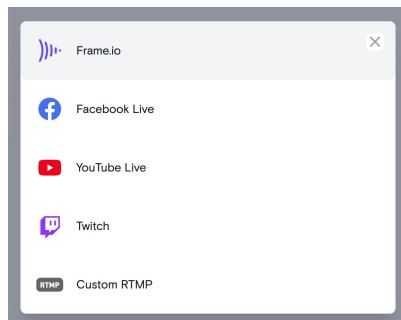 Frame.io
Facebook Live
YouTube Live
Twitch
RTMP Custom RTMP